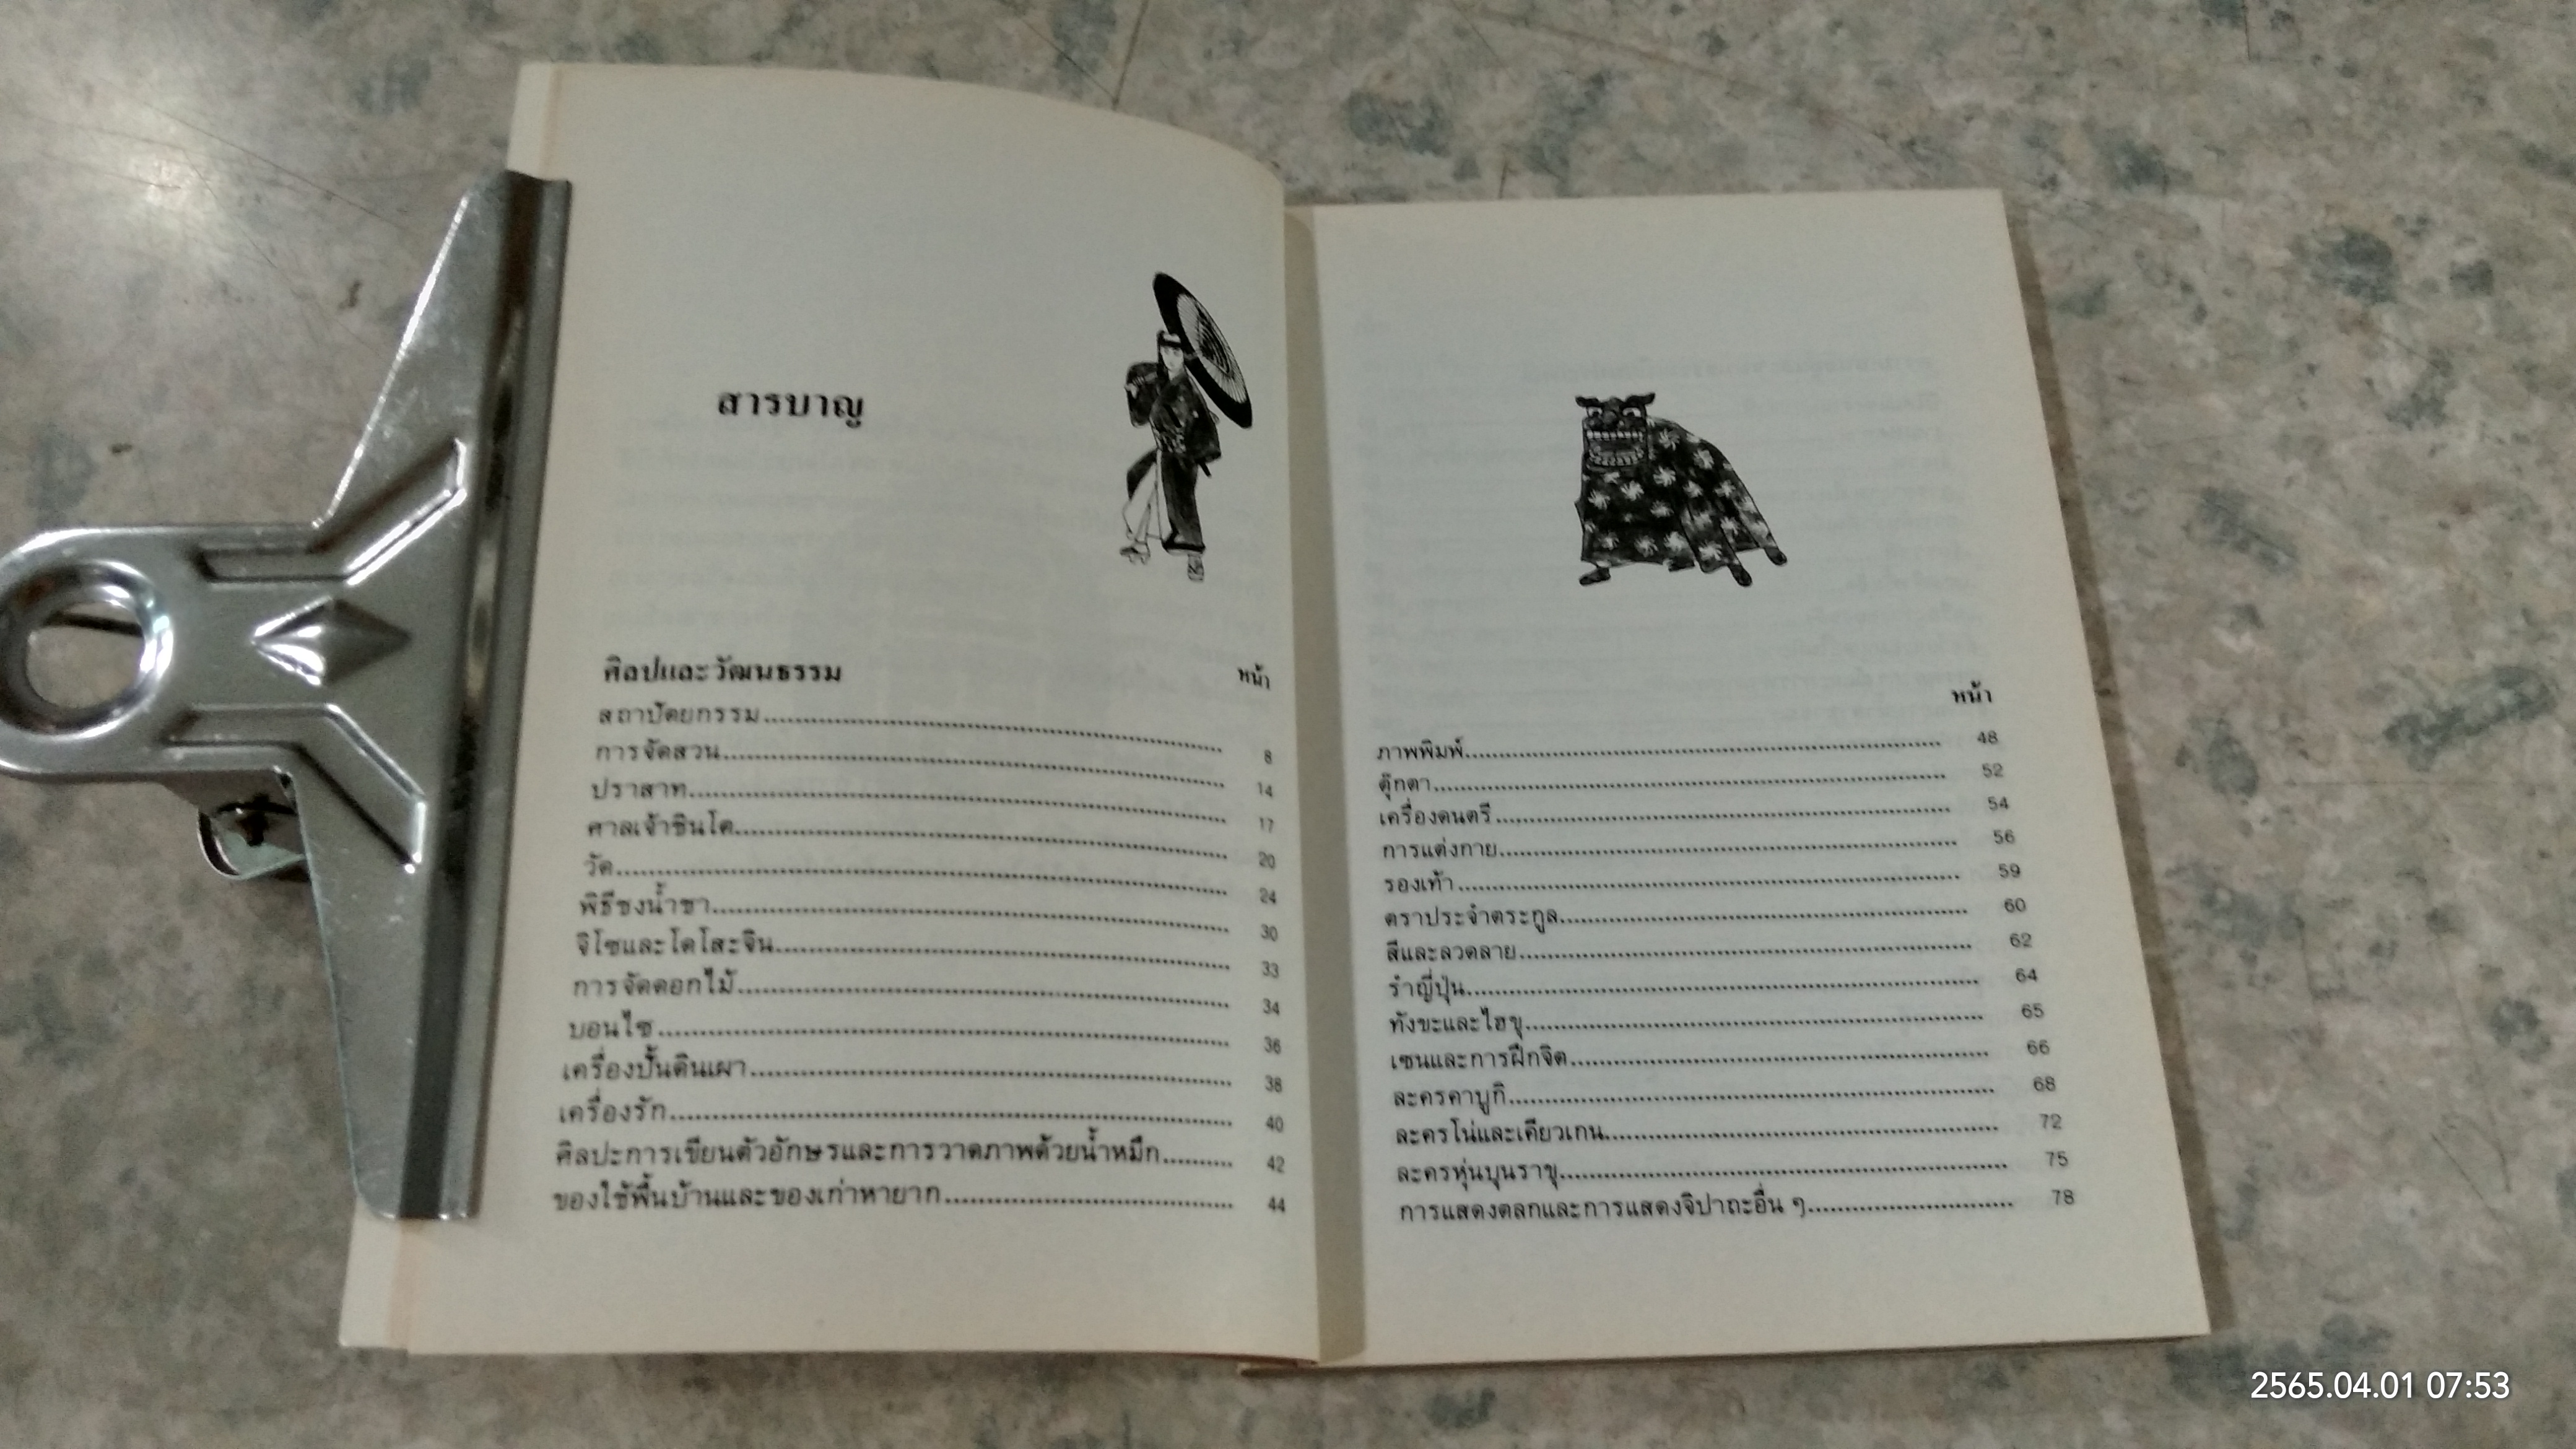 สารบาญ
ศิลปและวัฒนธรรม หน้า
สถาปัตยกรรม........................................ 8
การจัดสวน........................................ 14
ปราสาท........................................ 17
ศาลเจ้าชินโต........................................ 20
วัด........................................ 24
พิธีชงน้ำชา........................................ 30
จิโซและโดโสะจิน........................................ 33
การจัดดอกไม้........................................ 34
บอนไซ........................................ 36
เครื่องปั้นดินเผา........................................ 38
เครื่องรัก........................................ 40
ศิลปะการเขียนตัวอักษรและการวาดภาพด้วยน้ำหมึก.......... 42
ของใช้พื้นบ้านและของเก่าหายาก.............................. 44
หน้า
ภาพพิมพ์........................................ 48
ตุ๊กตา........................................ 52
เครื่องดนตรี........................................ 54
การแต่งกาย........................................ 56
รองเท้า........................................ 59
ตราประจำตระกูล........................................ 60
สีและลวดลาย........................................ 62
รำญี่ปุ่น........................................ 64
ทังขะและไฮขุ........................................ 65
เซนและการฝึกจิต........................................ 66
ละครคาบูกิ........................................ 68
ละครโน่และเคียวเกน........................................ 72
ละครหุ่นบุนราขุ........................................ 75
การแสดงตลกและการแสดงจิปาถะอื่น ๆ.............................. 78
2565.04.01 07:53